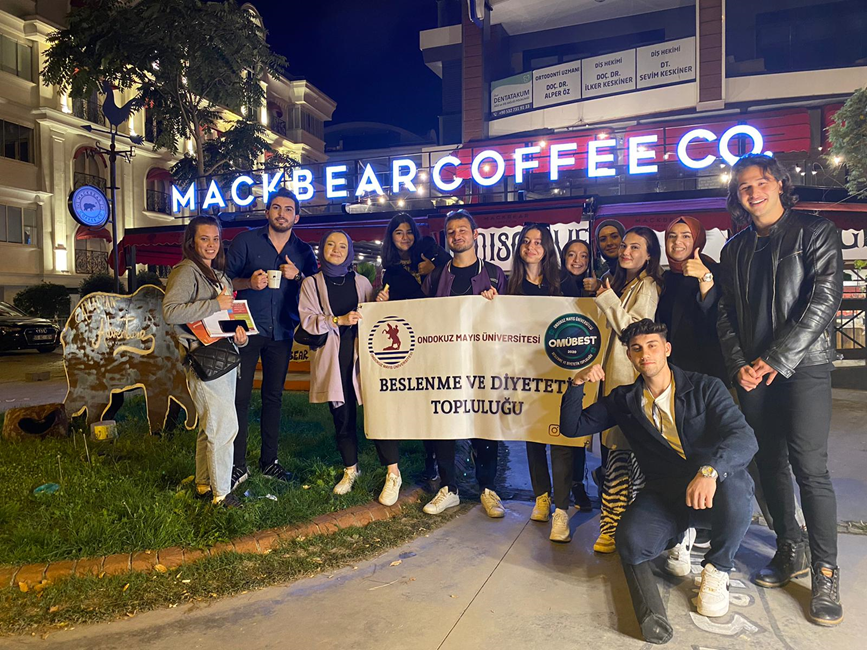 DENTATAKUM
ORTODONTİ UZMANI
DOÇ. DR.
ALPER ÖZ
DİŞ HEKİMİ
DOÇ. DR.
İLKER KESKİNER
DİŞ HEKİMİ
DT.
SEVİM KESKİNER
MACKBEAR COFFEE CO.
ONDOKUZ MAYIS ÜNİVERSİTESİ
OMÜBEST
BESLENME VE DİYETETİ
TOPLULUĞU